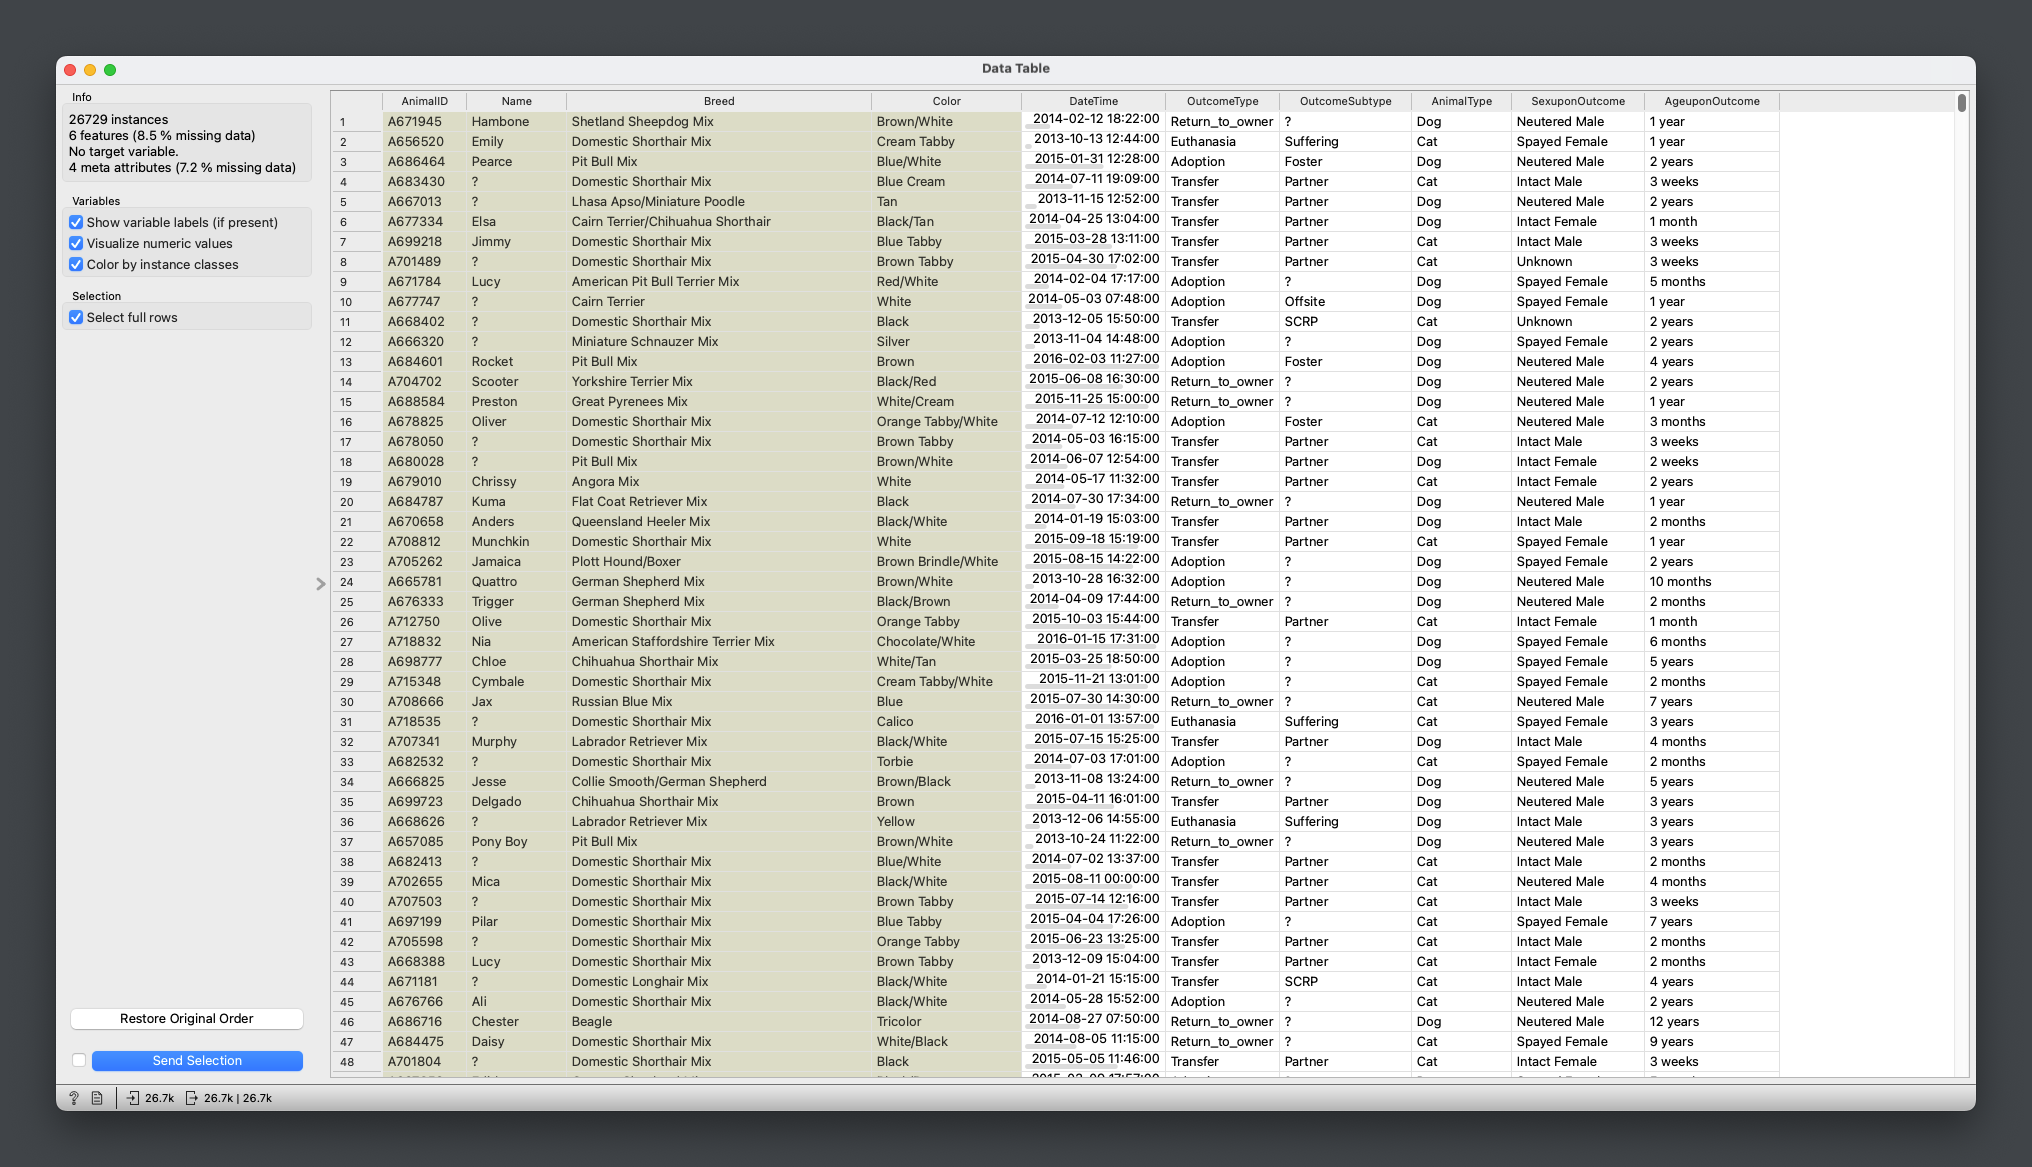 Data Table
Info
26729 instances
6 features (8.5 % missing data)
No target variable.
4 meta attributes (7.2 % missing data)
Variables
Show variable labels (if present)
Visualize numeric values
Color by instance classes
Selection
Select full rows
Restore Original Order
Send Selection
AnimalID Name Breed Color DateTime OutcomeType OutcomeSubtype AnimalType SexuponOutcome AgeuponOutcome
1 A671945 Hambone Shetland Sheepdog Mix Brown/White 2014-02-12 18:22:00 Return_to_owner ? Dog Neutered Male 1 year
2 A656520 Emily Domestic Shorthair Mix Cream Tabby 2013-10-13 12:44:00 Euthanasia Suffering Cat Spayed Female 1 year
3 A686464 Pearce Pit Bull Mix Blue/White 2015-01-31 12:28:00 Adoption Foster Dog Neutered Male 2 years
4 A683430 ? Domestic Shorthair Mix Blue Cream 2014-07-11 19:09:00 Transfer Partner Cat Intact Male 3 weeks
5 A667013 ? Lhasa Apso/Miniature Poodle Tan 2013-11-15 12:52:00 Transfer Partner Dog Neutered Male 2 years
6 A677334 Elsa Cairn Terrier/Chihuahua Shorthair Black/Tan 2014-04-25 13:04:00 Transfer Partner Dog Intact Female 1 month
7 A699218 Jimmy Domestic Shorthair Mix Blue Tabby 2015-03-28 13:11:00 Transfer Partner Cat Intact Male 3 weeks
8 A701489 ? Domestic Shorthair Mix Brown Tabby 2015-04-30 17:02:00 Transfer Partner Cat Unknown 3 weeks
9 A671784 Lucy American Pit Bull Terrier Mix Red/White 2014-02-04 17:17:00 Adoption ? Dog Spayed Female 5 months
10 A677747 ? Cairn Terrier White 2014-05-03 07:48:00 Adoption Offsite Dog Spayed Female 1 year
11 A668402 ? Domestic Shorthair Mix Black 2013-12-05 15:50:00 Transfer SCRP Cat Unknown 2 years
12 A666320 ? Miniature Schnauzer Mix Silver 2013-11-04 14:48:00 Adoption ? Dog Spayed Female 2 years
13 A684601 Rocket Pit Bull Mix Brown 2016-02-03 11:27:00 Adoption Foster Dog Neutered Male 4 years
14 A704702 Scooter Yorkshire Terrier Mix Black/Red 2015-06-08 16:30:00 Return_to_owner ? Dog Neutered Male 2 years
15 A688584 Preston Great Pyrenees Mix White/Cream 2015-11-25 15:00:00 Return_to_owner ? Dog Neutered Male 1 year
16 A678825 Oliver Domestic Shorthair Mix Orange Tabby/White 2014-07-12 12:10:00 Adoption Foster Cat Neutered Male 3 months
17 A678050 ? Domestic Shorthair Mix Brown Tabby 2014-05-03 16:15:00 Transfer Partner Cat Intact Male 3 weeks
18 A680028 ? Pit Bull Mix Brown/White 2014-06-07 12:54:00 Transfer Partner Dog Intact Female 2 weeks
19 A679010 Chrissy Angora Mix White 2014-05-17 11:32:00 Transfer Partner Cat Intact Female 2 years
20 A684787 Kuma Flat Coat Retriever Mix Black 2014-07-30 17:34:00 Return_to_owner ? Dog Neutered Male 1 year
21 A670658 Anders Queensland Heeler Mix Black/White 2014-01-19 15:03:00 Transfer Partner Dog Intact Male 2 months
22 A708812 Munchkin Domestic Shorthair Mix White 2015-09-18 15:19:00 Transfer Partner Cat Spayed Female 1 year
23 A705262 Jamaica Plott Hound/Boxer Brown Brindle/White 2015-08-15 14:22:00 Adoption ? Dog Spayed Female 2 years
24 A665781 Quattro German Shepherd Mix Brown/White 2013-10-28 16:32:00 Adoption ? Dog Neutered Male 10 months
25 A676333 Trigger German Shepherd Mix Black/Brown 2014-04-09 17:44:00 Return_to_owner ? Dog Neutered Male 2 months
26 A712750 Olive Domestic Shorthair Mix Orange Tabby 2015-10-03 15:44:00 Transfer Partner Cat Intact Female 1 month
27 A718832 Nia American Staffordshire Terrier Mix Chocolate/White 2016-01-15 17:31:00 Adoption ? Dog Spayed Female 6 months
28 A698777 Chloe Chihuahua Shorthair Mix White/Tan 2015-03-25 18:50:00 Adoption ? Dog Spayed Female 5 years
29 A715348 Cymbale Domestic Shorthair Mix Cream Tabby/White 2015-11-21 13:01:00 Adoption ? Cat Spayed Female 2 months
30 A708666 Jax Russian Blue Mix Blue 2015-07-30 14:30:00 Return_to_owner ? Cat Neutered Male 7 years
31 A718535 ? Domestic Shorthair Mix Calico 2016-01-01 13:57:00 Euthanasia Suffering Cat Spayed Female 3 years
32 A707341 Murphy Labrador Retriever Mix Black/White 2015-07-15 15:25:00 Transfer Partner Dog Intact Male 4 months
33 A682532 ? Domestic Shorthair Mix Torbie 2014-07-03 17:01:00 Adoption ? Cat Spayed Female 2 months
34 A666825 Jesse Collie Smooth/German Shepherd Brown/Black 2013-11-08 13:24:00 Return_to_owner ? Dog Neutered Male 5 years
35 A699723 Delgado Chihuahua Shorthair Mix Brown 2015-04-11 16:01:00 Transfer Partner Dog Neutered Male 3 years
36 A668626 ? Labrador Retriever Mix Yellow 2013-12-06 14:55:00 Euthanasia Suffering Dog Intact Male 3 years
37 A657085 Pony Boy Pit Bull Mix Brown/White 2013-10-24 11:22:00 Return_to_owner ? Dog Neutered Male 3 years
38 A682413 ? Domestic Shorthair Mix Blue/White 2014-07-02 13:37:00 Transfer Partner Cat Intact Male 2 months
39 A702655 Mica Domestic Shorthair Mix Black/White 2015-08-11 00:00:00 Transfer Partner Cat Neutered Male 4 months
40 A707503 ? Domestic Shorthair Mix Brown Tabby 2015-07-14 12:16:00 Transfer Partner Cat Intact Male 3 weeks
41 A697199 Pilar Domestic Shorthair Mix Blue Tabby 2015-04-04 17:26:00 Adoption ? Cat Spayed Female 7 years
42 A705598 ? Domestic Shorthair Mix Orange Tabby 2015-06-23 13:25:00 Transfer Partner Cat Intact Male 2 months
43 A668388 Lucy Domestic Shorthair Mix Brown Tabby 2013-12-09 15:04:00 Transfer Partner Cat Intact Female 2 months
44 A671181 ? Domestic Longhair Mix Black/White 2014-01-21 15:15:00 Transfer SCRP Cat Intact Male 4 years
45 A676766 Ali Domestic Shorthair Mix Black/White 2014-05-28 15:52:00 Adoption ? Cat Neutered Male 2 years
46 A686716 Chester Beagle Tricolor 2014-08-27 07:50:00 Return_to_owner ? Dog Neutered Male 12 years
47 A684475 Daisy Domestic Shorthair Mix White/Black 2014-08-05 11:15:00 Return_to_owner ? Cat Spayed Female 9 years
48 A701804 ? Domestic Shorthair Mix Black 2015-05-05 11:46:00 Transfer Partner Cat Intact Female 3 weeks
? 26.7k 26.7k | 26.7k